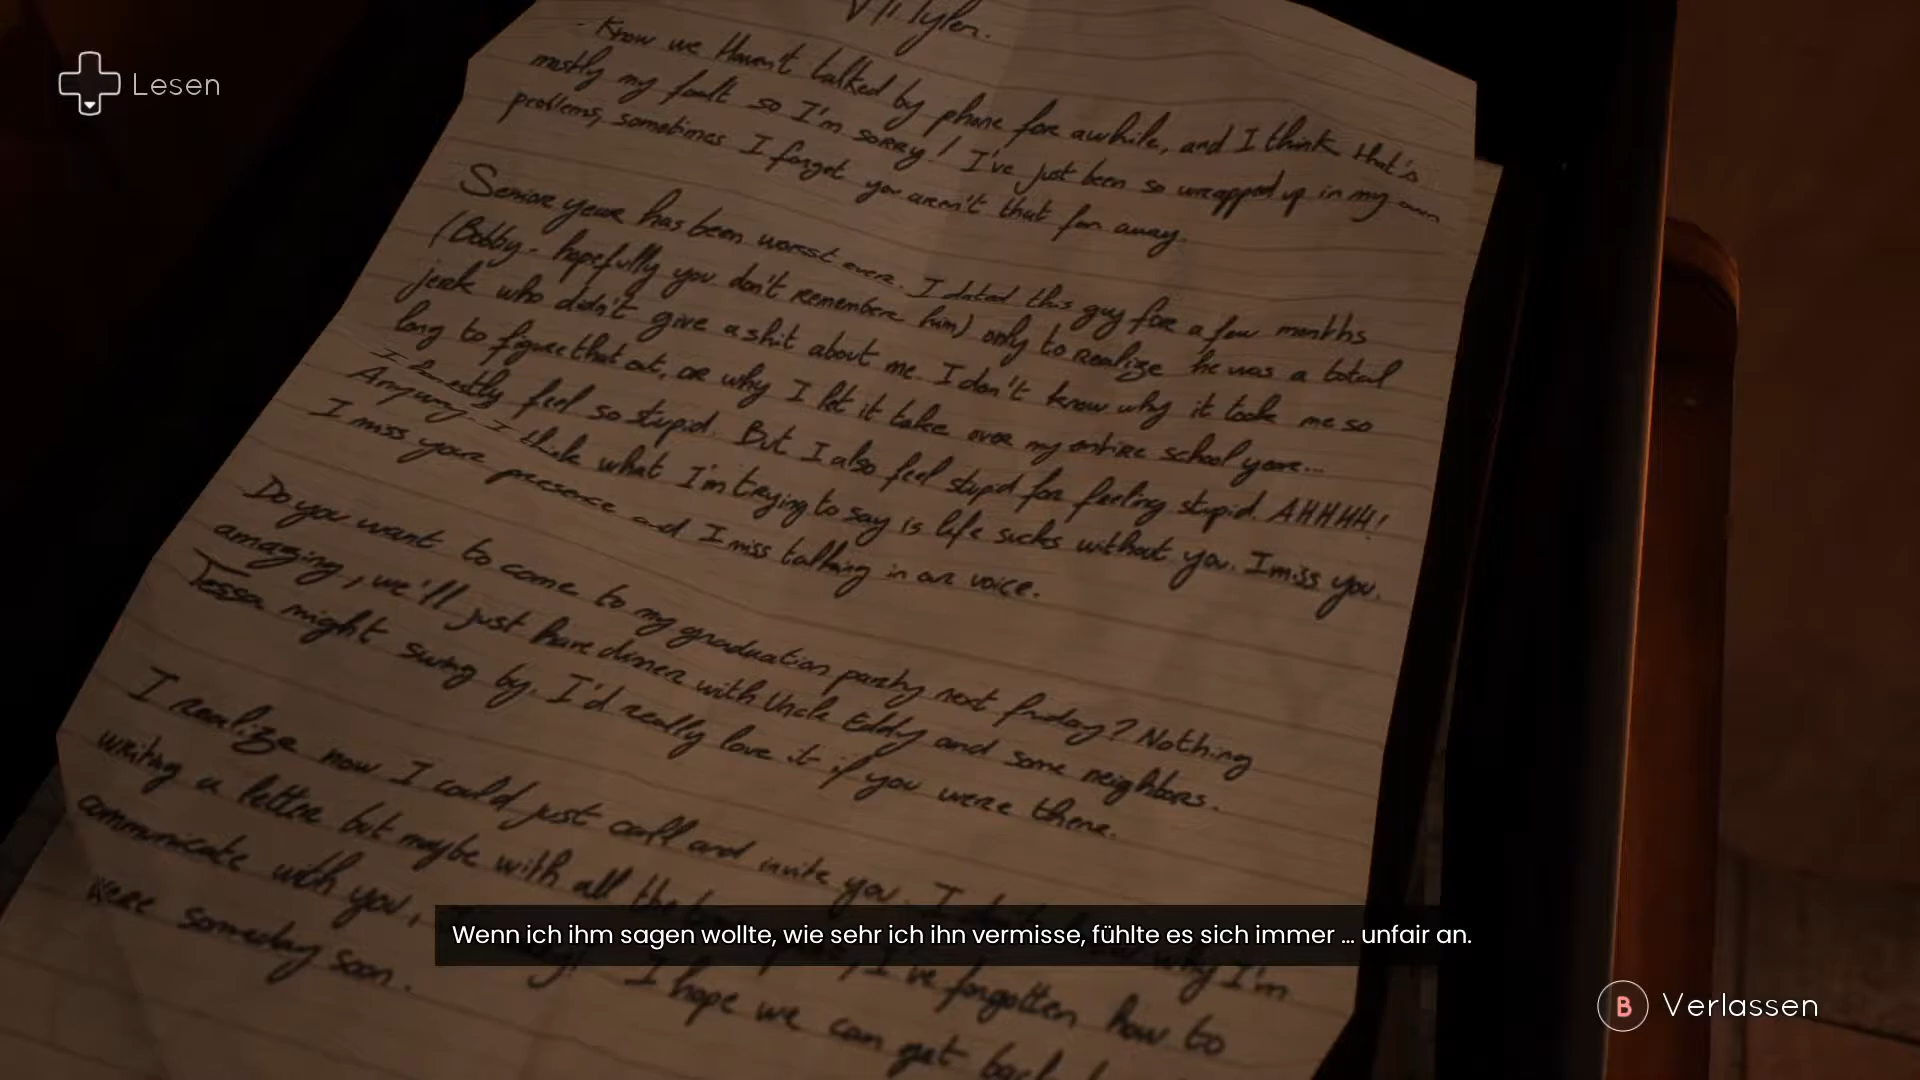 Hi Tyler.
Lesen
Know we Haven't talked by phone for awhile, and I think that's
mostly my fault so I'm sorry! I've just been so wrapped up in my own
problems, sometimes I forget you aren't that far away.
Senior year has been worst ever. I dated this guy for a few months
(Bobby - hopefully you don't remember him) only to realize he was a total
jerk who didn't give a shit about me. I don't know why it took me so
long to figure that out, or why I let it take over my entire school year...
I honestly feel so stupid. But I also feel stupid for feeling stupid. AHHHH!
Anyway I think what I'm trying to say is life sucks without you. I miss you.
I miss your presence and I miss talking in our voice.
Do you want to come to my graduation party next friday? Nothing
amazing, we'll just have dinner with Uncle Eddy and some neighbors.
Tessa might swing by. I'd really love it if you were there.
I realize now I could just call and invite you. I why I'm
writing a letter but maybe with all the I've forgotten how to
communicate with you, I hope we can get back
were someday soon.
Wenn ich ihm sagen wollte, wie sehr ich ihn vermisse, fühlte es sich immer ... unfair an.
B Verlassen